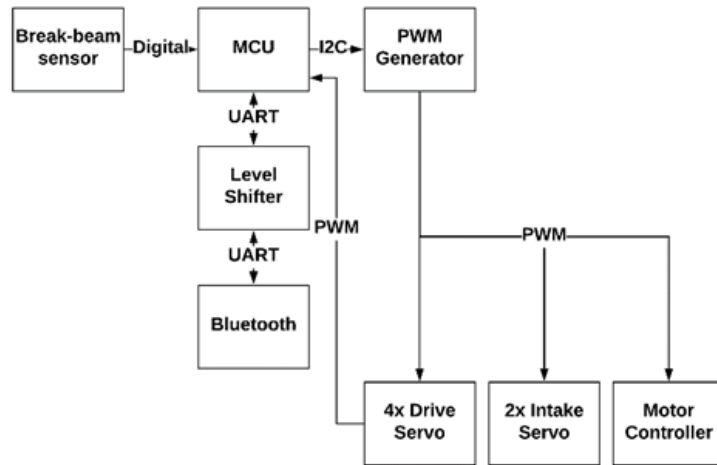 Break-beam
sensor
Digital
MCU
I2C
PWM
Generator
UART
Level
Shifter
PWM
PWM
UART
Bluetooth
4x Drive
Servo
2x Intake
Servo
Motor
Controller